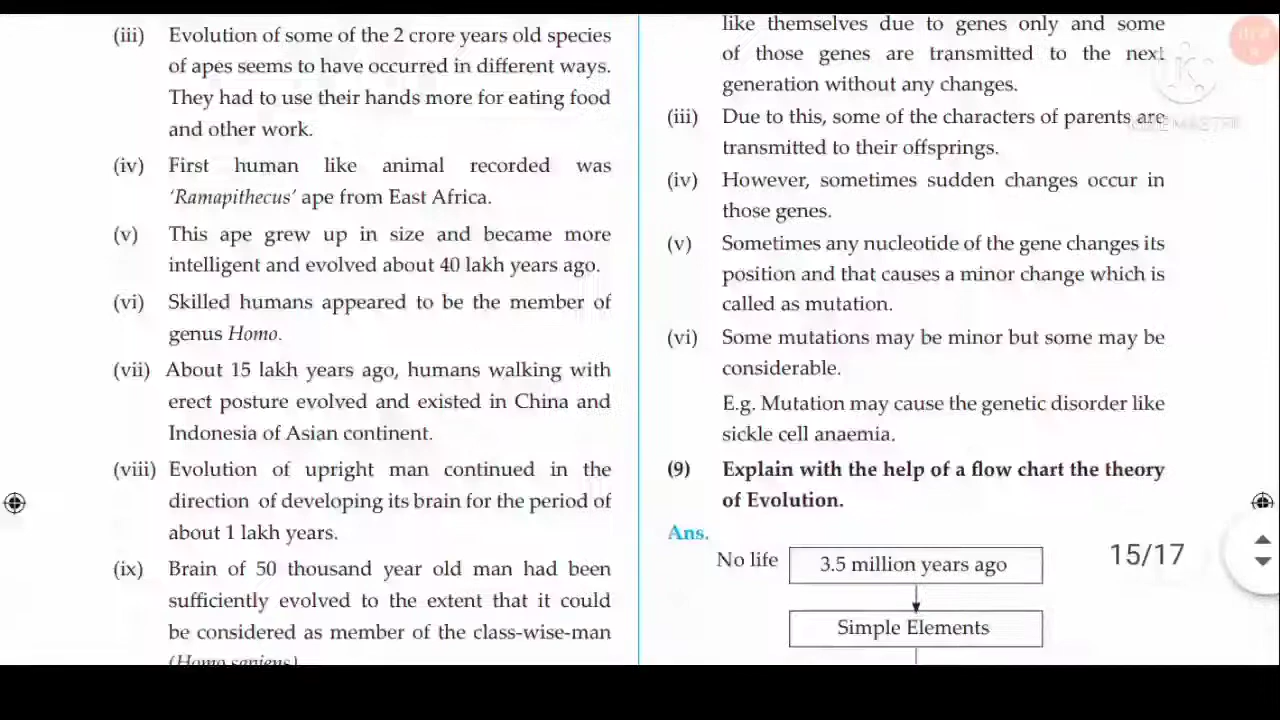 (iii) Evolution of some of the 2 crore years old species
of apes seems to have occurred in different ways.
They had to use their hands more for eating food
and other work.
(iv) First human like animal recorded was
'Ramapithecus' ape from East Africa.
(v) This ape grew up in size and became more
intelligent and evolved about 40 lakh years ago.
(vi) Skilled humans appeared to be the member of
genus Homo.
(vii) About 15 lakh years ago, humans walking with
erect posture evolved and existed in China and
Indonesia of Asian continent.
(viii) Evolution of upright man continued in the
direction of developing its brain for the period of
about 1 lakh years.
(ix) Brain of 50 thousand year old man had been
sufficiently evolved to the extent that it could
be considered as member of the class-wise-man
(Homo sapiens)
like themselves due to genes only and some
of those genes are transmitted to the next
generation without any changes.
(iii) Due to this, some of the characters of parents are
transmitted to their offsprings.
(iv) However, sometimes sudden changes occur in
those genes.
(v) Sometimes any nucleotide of the gene changes its
position and that causes a minor change which is
called as mutation.
(vi) Some mutations may be minor but some may be
considerable.
E.g. Mutation may cause the genetic disorder like
sickle cell anaemia.
(9) Explain with the help of a flow chart the theory
of Evolution.
Ans.
No life 3.5 million years ago
Simple Elements
15/17
K
KINEMASTER